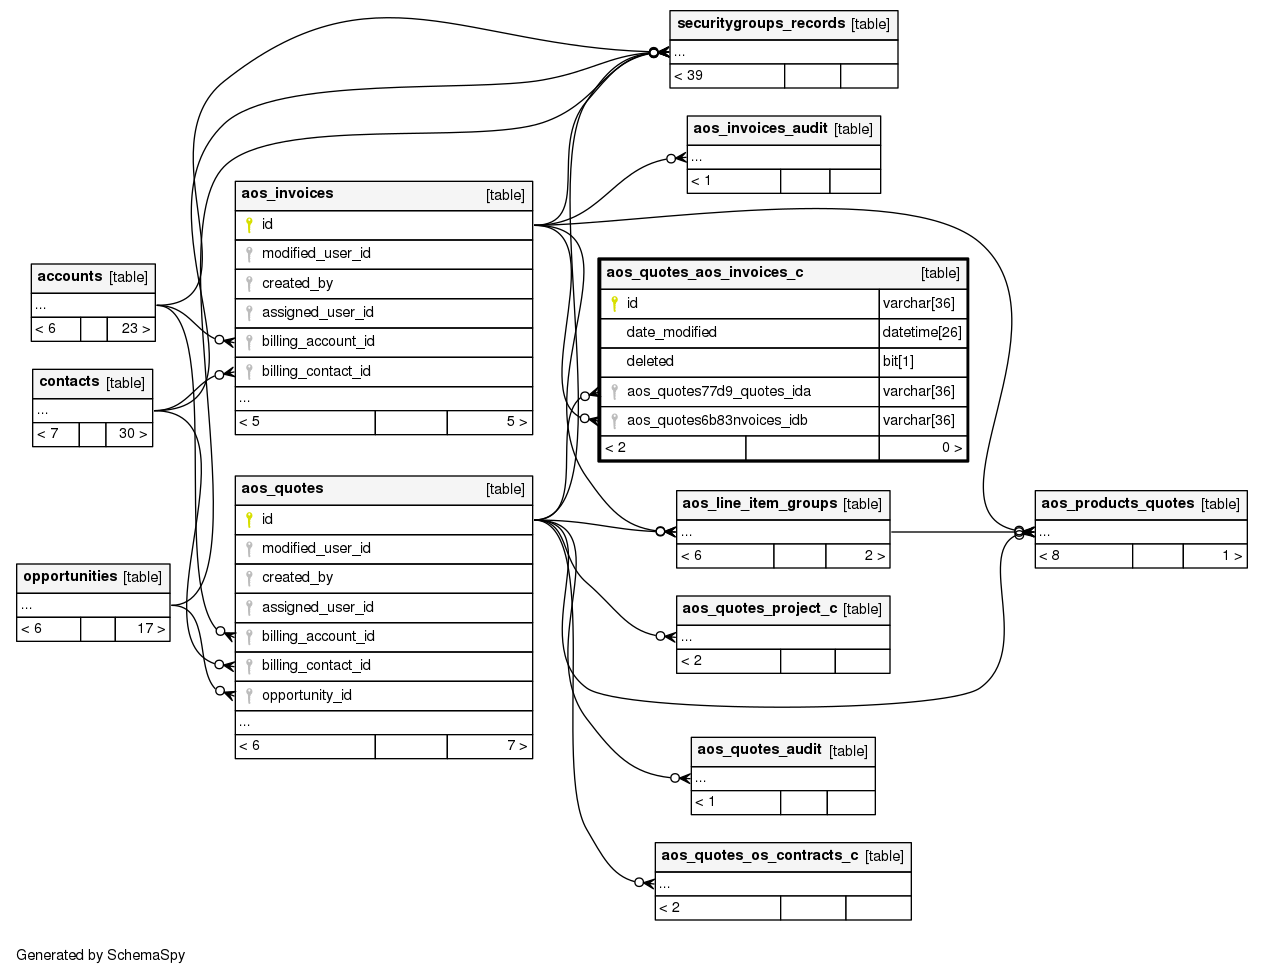 securitygroups_records [table]
...
< 39
aos_invoices_audit [table]
...
< 1
aos_invoices [table]
id
modified_user_id
created_by
assigned_user_id
billing_account_id
billing_contact_id
...
< 5 5 >
accounts [table]
...
< 6 23 >
contacts [table]
...
< 7 30 >
aos_quotes_aos_invoices_c [table]
id varchar[36]
date_modified datetime[26]
deleted bit[1]
aos_quotes77d9_quotes_ida varchar[36]
aos_quotes6b83nvoices_idb varchar[36]
< 2 0 >
aos_quotes [table]
id
modified_user_id
created_by
assigned_user_id
billing_account_id
billing_contact_id
opportunity_id
...
< 6 7 >
opportunities [table]
...
< 6 17 >
aos_line_item_groups [table]
...
< 6 2 >
aos_products_quotes [table]
...
< 8 1 >
aos_quotes_project_c [table]
...
< 2
aos_quotes_audit [table]
...
< 1
aos_quotes_os_contracts_c [table]
...
< 2
Generated by SchemaSpy